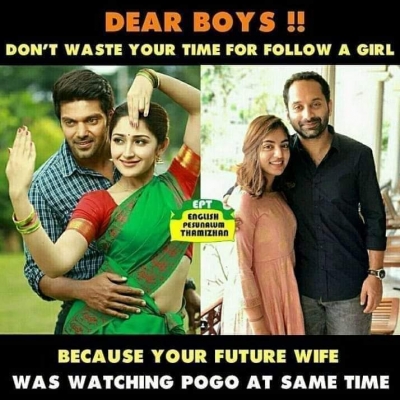 DEAR BOYS !!
DON'T WASTE YOUR TIME FOR FOLLOW A GIRL
EPT
ENGLISH
PESUNALUM
THAMIZHAN
BECAUSE YOUR FUTURE WIFE
WAS WATCHING POGO AT SAME TIME